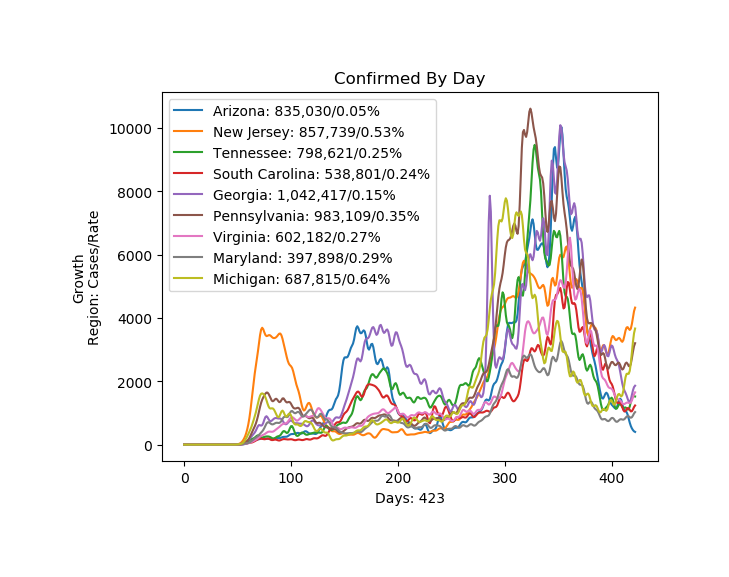 Confirmed By Day
Arizona: 835,030/0.05%
New Jersey: 857,739/0.53%
Tennessee: 798,621/0.25%
South Carolina: 538,801/0.24%
Georgia: 1,042,417/0.15%
Pennsylvania: 983,109/0.35%
Virginia: 602,182/0.27%
Maryland: 397,898/0.29%
Michigan: 687,815/0.64%
Growth
Region: Cases/Rate
10000
8000
6000
4000
2000
0
0 100 200 300 400
Days: 423